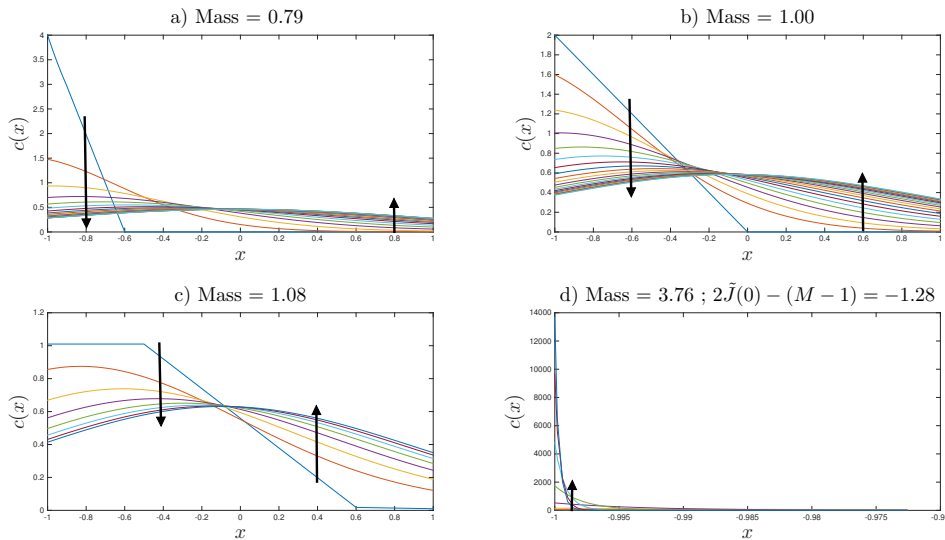 a) Mass = 0.79
4
3.5
3
2.5
2
1.5
1
0.5
0
c(x)
-1 -0.8 -0.6 -0.4 -0.2 0 0.2 0.4 0.6 0.8 1
x
b) Mass = 1.00
2
1.8
1.6
1.4
1.2
1
0.8
0.6
0.4
0.2
0
c(x)
-1 -0.8 -0.6 -0.4 -0.2 0 0.2 0.4 0.6 0.8 1
x
c) Mass = 1.08
1.2
1
0.8
0.6
0.4
0.2
0
c(x)
-1 -0.8 -0.6 -0.4 -0.2 0 0.2 0.4 0.6 0.8 1
x
d) Mass = 3.76 ; 2J̃(0) − (M − 1) = −1.28
14000
12000
10000
8000
6000
4000
2000
0
c(x)
-1 -0.995 -0.99 -0.985 -0.98 -0.975 -0.9
x